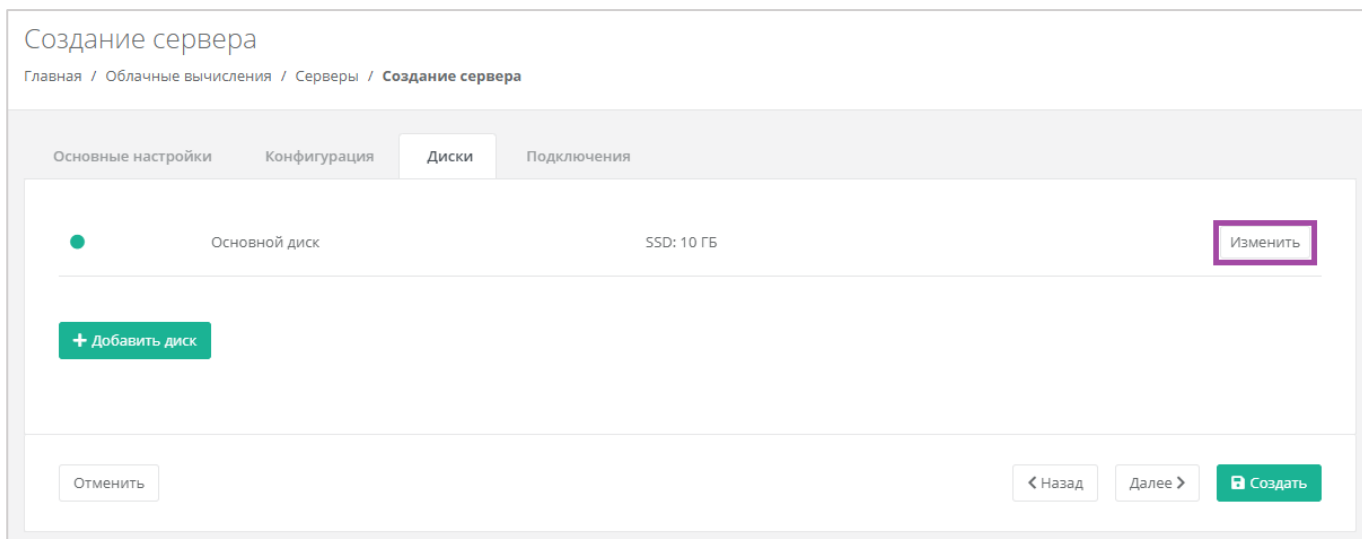 Создание сервера
Главная / Облачные вычисления / Серверы / Создание сервера
Основные настройки Конфигурация Диски Подключения
Основной диск SSD: 10 ГБ Изменить
+ Добавить диск
Отменить Назад Далее Создать